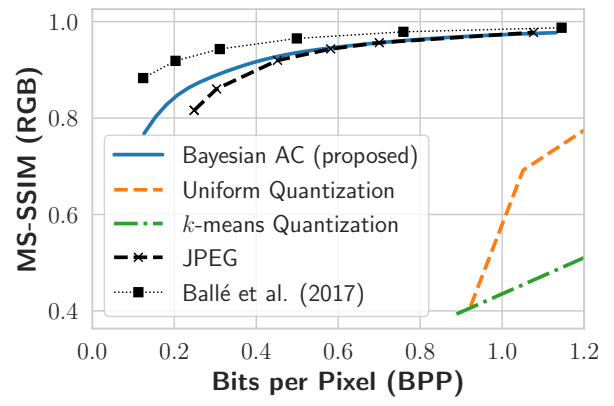 1.0
0.8
0.6
0.4
MS-SSIM (RGB)
Bayesian AC (proposed)
Uniform Quantization
k-means Quantization
JPEG
Ballé et al. (2017)
0.0 0.2 0.4 0.6 0.8 1.0 1.2
Bits per Pixel (BPP)